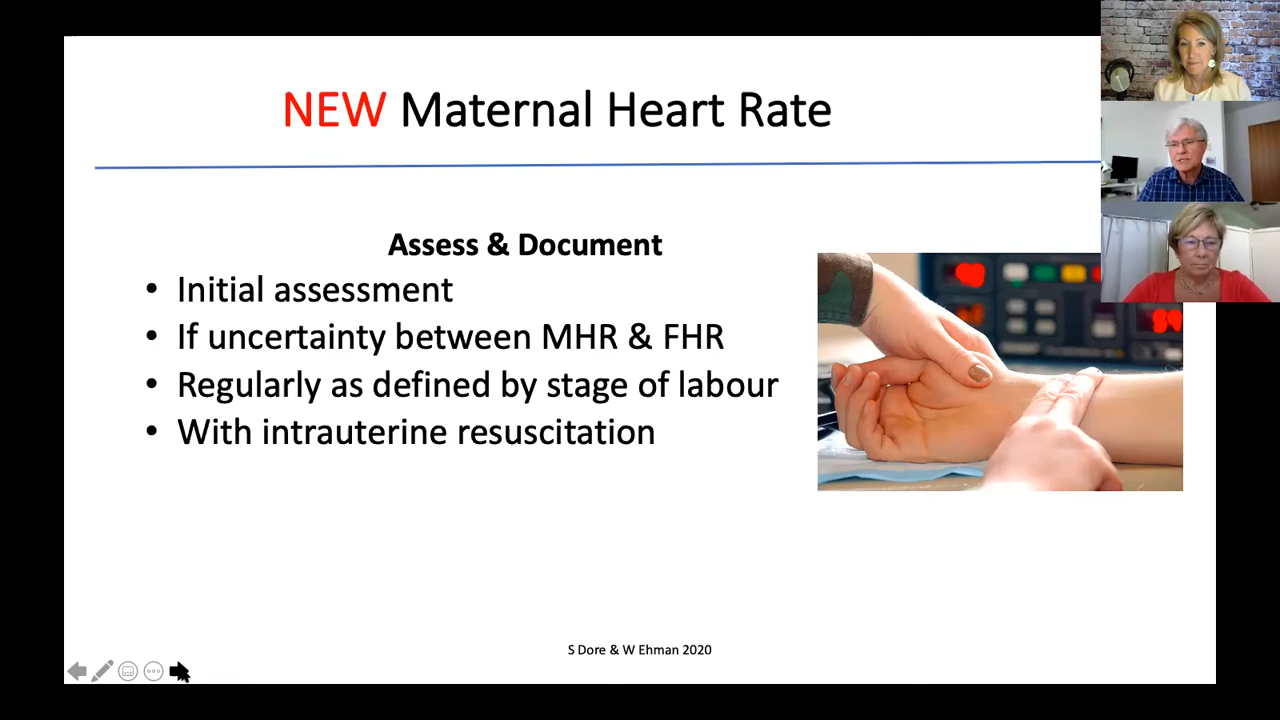 NEW Maternal Heart Rate
Assess & Document
• Initial assessment
• If uncertainty between MHR & FHR
• Regularly as defined by stage of labour
• With intrauterine resuscitation
S Dore & W Ehman 2020